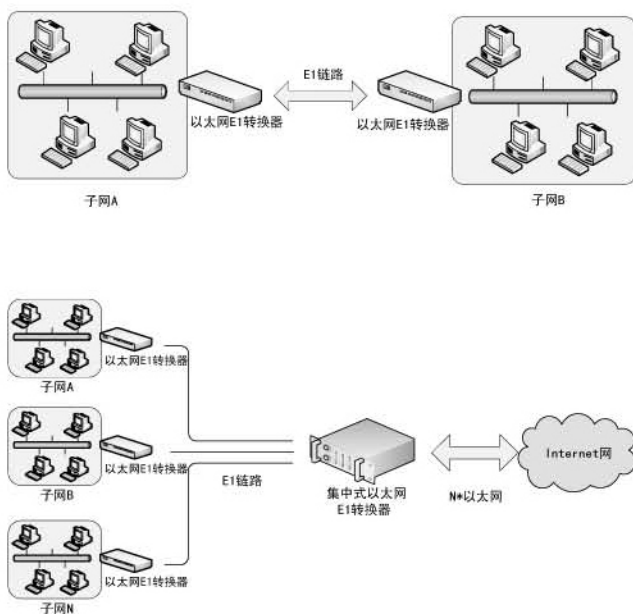 E1链路
以太网E1转换器
以太网E1转换器
子网A
子网B
以太网E1转换器
子网A
以太网E1转换器
子网B
E1链路
集中式以太网
E1转换器
N*以太网
Internet网
以太网E1转换器
子网N